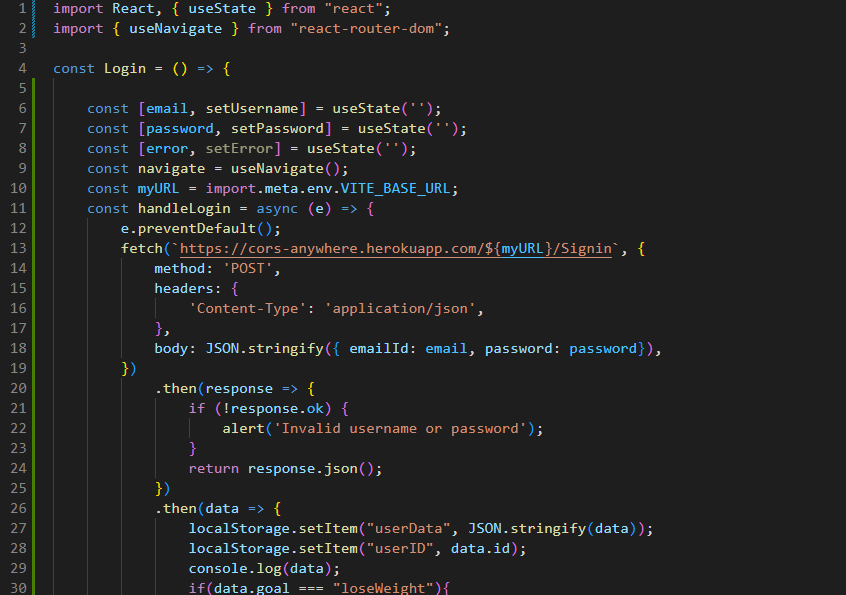 1 import React, { useState } from "react";
2 import { useNavigate } from "react-router-dom";
3
4 const Login = () => {
5
6 const [email, setUsername] = useState('');
7 const [password, setPassword] = useState('');
8 const [error, setError] = useState('');
9 const navigate = useNavigate();
10 const myURL = import.meta.env.VITE_BASE_URL;
11 const handleLogin = async (e) => {
12 e.preventDefault();
13 fetch(`https://cors-anywhere.herokuapp.com/${myURL}/Signin`, {
14 method: 'POST',
15 headers: {
16 'Content-Type': 'application/json',
17 },
18 body: JSON.stringify({ emailId: email, password: password}),
19 })
20 .then(response => {
21 if (!response.ok) {
22 alert('Invalid username or password');
23 }
24 return response.json();
25 })
26 .then(data => {
27 localStorage.setItem("userData", JSON.stringify(data));
28 localStorage.setItem("userID", data.id);
29 console.log(data);
30 if(data.goal === "loseWeight"){